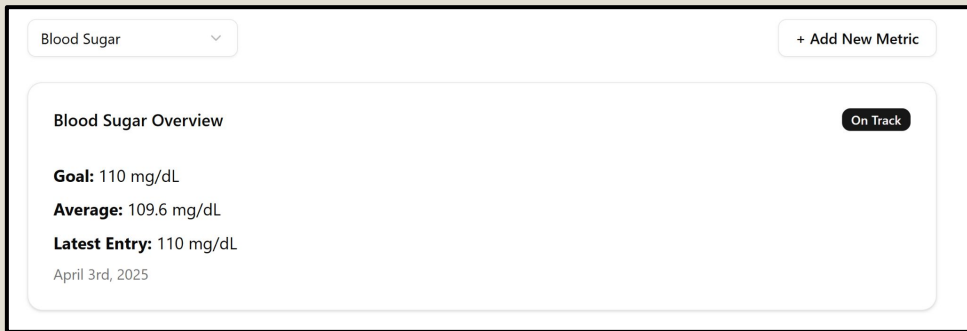 Blood Sugar
+ Add New Metric
Blood Sugar Overview
On Track
Goal: 110 mg/dL
Average: 109.6 mg/dL
Latest Entry: 110 mg/dL
April 3rd, 2025